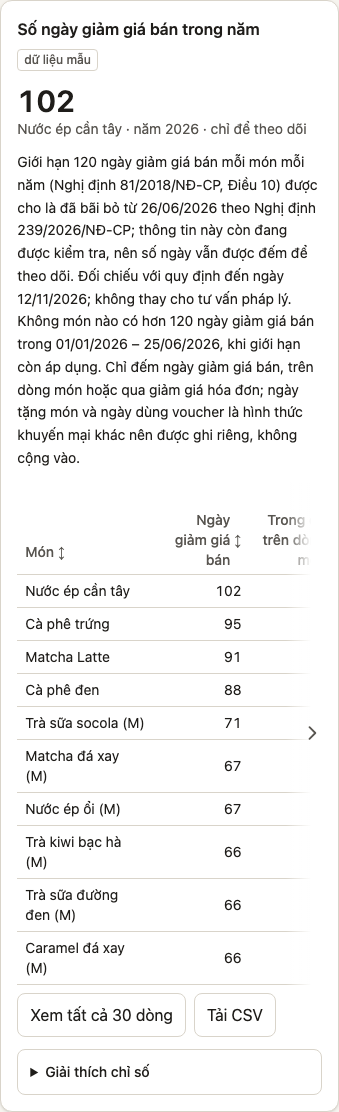 Số ngày giảm giá bán trong năm
dữ liệu mẫu
102
Nước ép cần tây · năm 2026 · chỉ để theo dõi
Giới hạn 120 ngày giảm giá bán mỗi món mỗi
năm (Nghị định 81/2018/NĐ-CP, Điều 10) được
cho là đã bãi bỏ từ 26/06/2026 theo Nghị định
239/2026/NĐ-CP; thông tin này còn đang
được kiểm tra, nên số ngày vẫn được đếm để
theo dõi. Đối chiếu với quy định đến ngày
12/11/2026; không thay cho tư vấn pháp lý.
Không món nào có hơn 120 ngày giảm giá bán
trong 01/01/2026 – 25/06/2026, khi giới hạn
còn áp dụng. Chỉ đếm ngày giảm giá bán, trên
dòng món hoặc qua giảm giá hóa đơn; ngày
tặng món và ngày dùng voucher là hình thức
khuyến mại khác nên được ghi riêng, không
cộng vào.
Món ↕ Ngày giảm giá bán ↕ Trong trên
Nước ép cần tây 102
Cà phê trứng 95
Matcha Latte 91
Cà phê đen 88
Trà sữa socola (M) 71
Matcha đá xay (M) 67
Nước ép ổi (M) 67
Trà kiwi bạc hà (M) 66
Trà sữa đường đen (M) 66
Caramel đá xay (M) 66
Xem tất cả 30 dòng Tải CSV
▶ Giải thích chỉ số